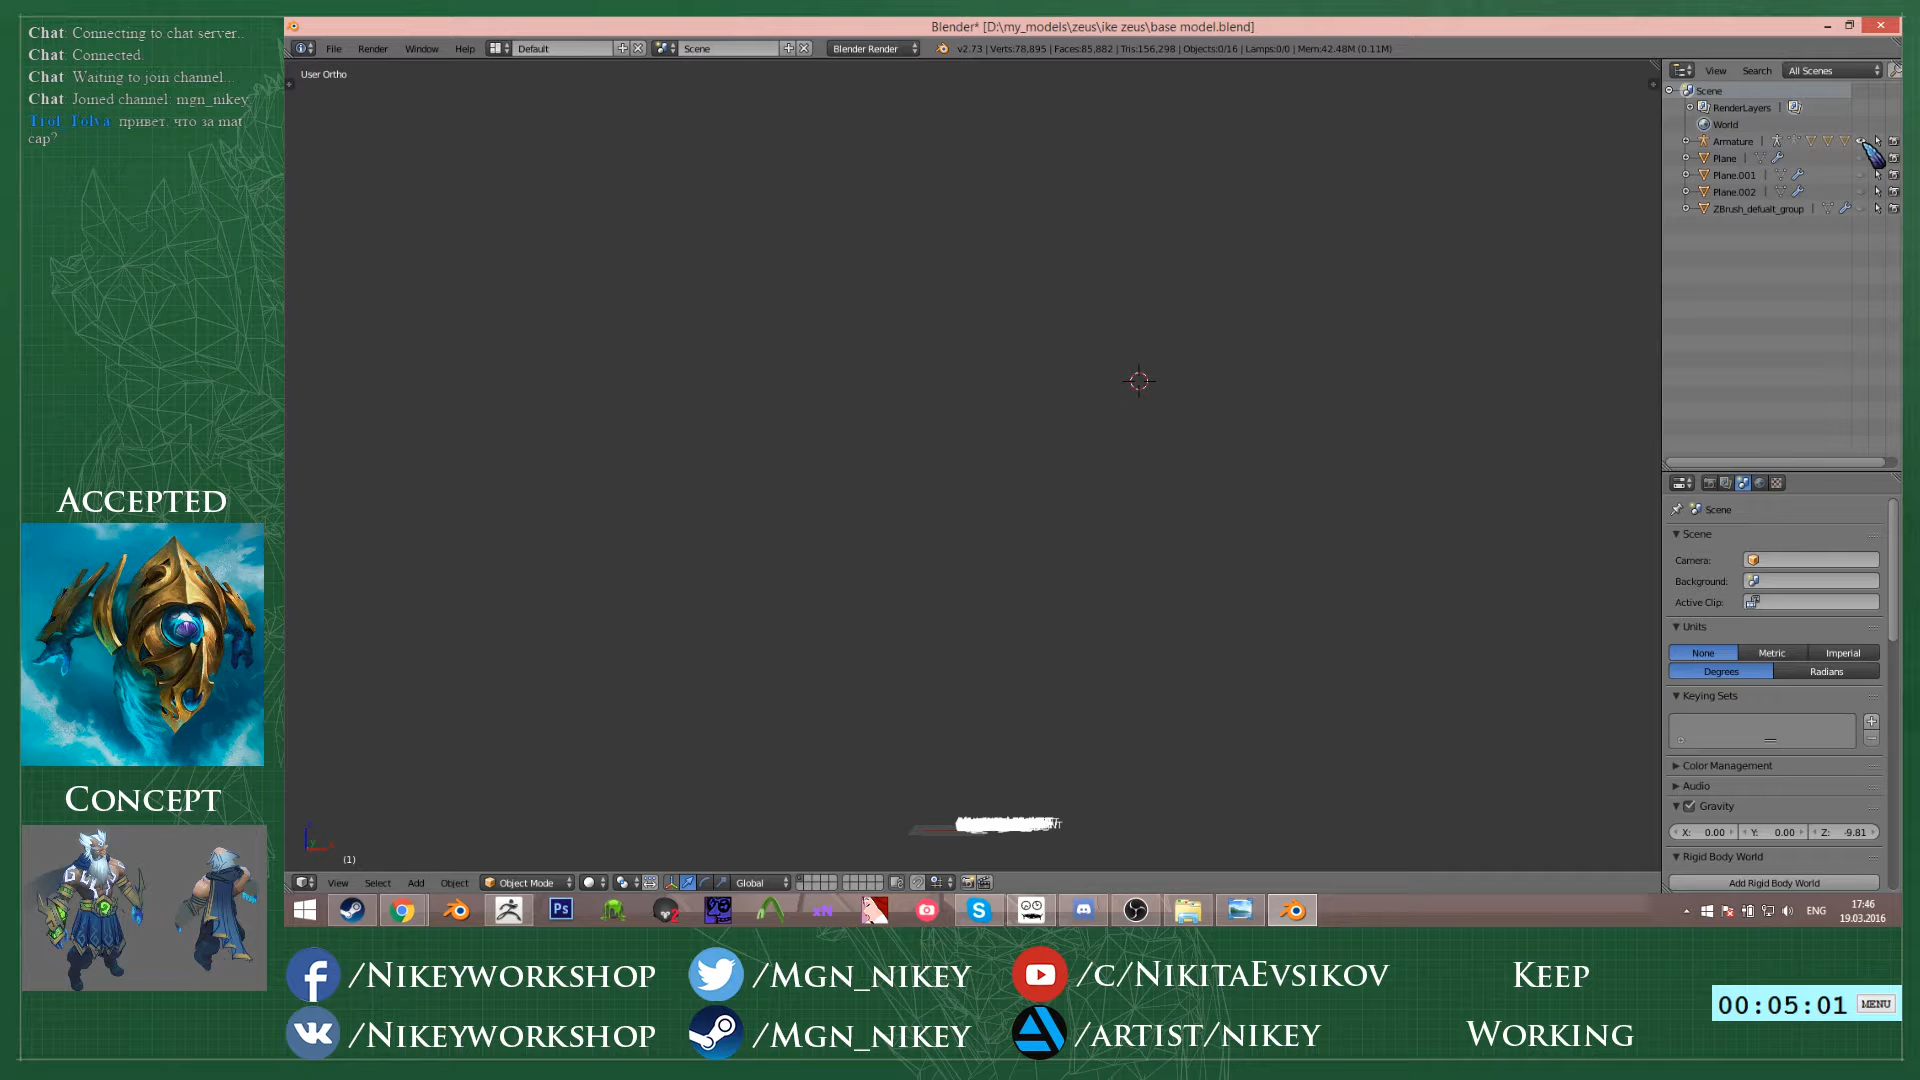 Chat: Connecting to chat server..
Chat: Connected.
Chat: Waiting to join channel...
Chat: Joined channel: mgn_nikey
Trol_Tolva привет. что за mat
cap?
ACCEPTED
CONCEPT
Blender* [D:\my_models\zeus\ike zeus\base model.blend]
File Render Window Help Default Scene Blender Render v2.73 | Verts:78,895 | Faces:85,882 | Tris:156,298 | Objects:0/16 | Lamps:0/0 | Mem:42.48M (0.11M)
User Ortho
View Search All Scenes
Scene
RenderLayers
World
Armature
Plane
Plane.001
Plane.002
ZBrush_defualt_group
Scene
Scene
Camera:
Background:
Active Clip:
Units
None Metric Imperial
Degrees Radians
Keying Sets
Color Management
Audio
Gravity
X: 0.00 Y: 0.00 Z: -9.81
Rigid Body World
Add Rigid Body World
(1)
View Select Add Object Object Mode Global
Ps
ENG
17:46
19.03.2016
/NIKEYWORKSHOP /MGN_NIKEY /C/NIKITAEVSIKOV KEEP
/NIKEYWORKSHOP /MGN_NIKEY /ARTIST/NIKEY WORKING
00:05:01 MENU